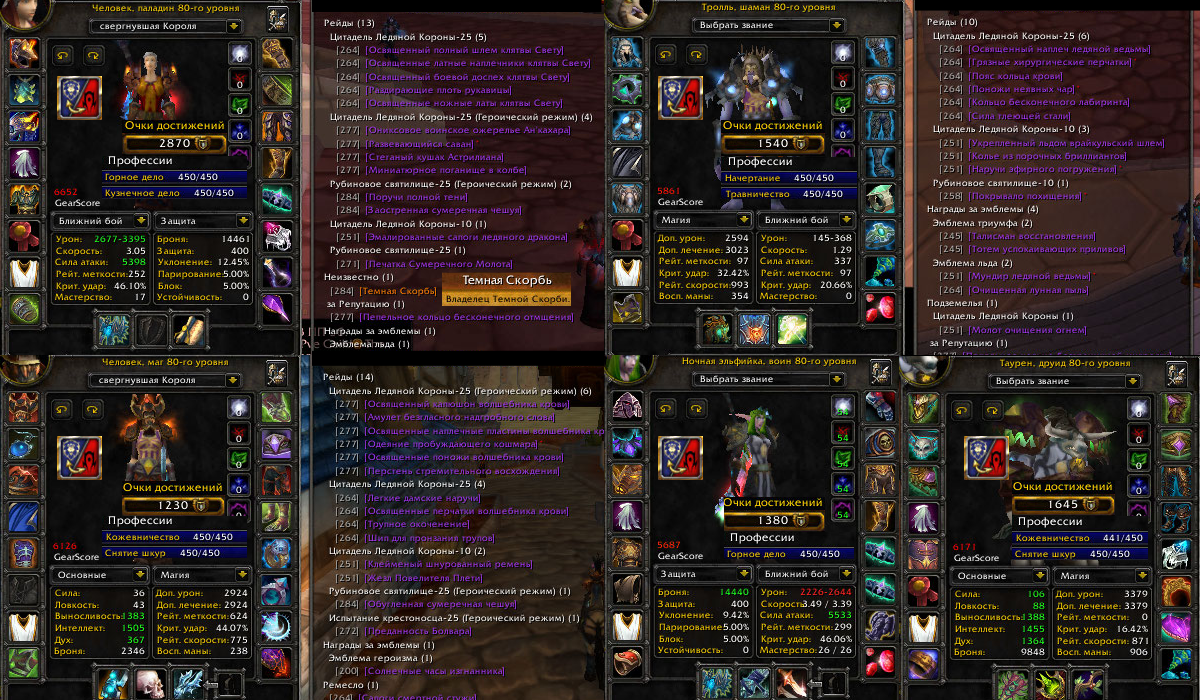 Человек, паладин 80-го уровня
свергнувшая Короля
0
0
0
0
Очки достижений
2870
Профессии
Горное дело 450/450
Кузнечное дело 450/450
6652
GearScore
Ближний бой
Защита
Урон: 2677-3395
Скорость: 3.05
Сила атаки: 5398
Рейт. меткости: 252
Крит. удар: 46.10%
Мастерство: 17
Броня: 14461
Защита: 400
Уклонение: 12.45%
Парирование: 5.00%
Блок: 5.00%
Устойчивость: 0
Рейды (13)
Цитадель Ледяной Короны-25 (5)
[264] [Освященный полный шлем клятвы Свету]
[264] [Освященные латные наплечники клятвы Свету]
[264] [Освященный боевой доспех клятвы Свету]
[264] [Раздирающие плоть рукавицы]
[264] [Освященные ножные латы клятвы Свету]
Цитадель Ледяной Короны-25 (Героический режим) (4)
[277] [Ониксовое воинское ожерелье Ан'кахара]
[277] [Развевающийся саван]
[277] [Стеганый кушак Астрилиана]
[277] [Миниатюрное поганище в колбе]
Рубиновое святилище-25 (Героический режим) (2)
[284] [Поручи полной тени]
[284] [Заостренная сумеречная чешуя]
Цитадель Ледяной Короны-10 (1)
[251] [Эмалированные сапоги ледяного дракона]
Рубиновое святилище-25 (1)
[271] [Печатка Сумеречного Молота]
Неизвестно (1)
[284] [Темная Скорбь]
за Репутацию (1)
[277] [Пепельное кольцо бесконечного отмщения]
Награды за эмблемы (1)
Эмблема льда (1)
Темная Скорбь
Владелец Темной Скорби.
Тролль, шаман 80-го уровня
Выбрать звание
0
0
0
0
Очки достижений
1540
Профессии
Начертание 450/450
Травничество 450/450
5861
GearScore
Магия
Ближний бой
Доп. урон: 2594
Доп. лечение: 3023
Рейт. меткости: 97
Крит. удар: 32.42%
Рейт. скорости: 993
Восп. маны: 354
Урон: 145-368
Скорость: 1.29
Сила атаки: 337
Рейт. меткости: 97
Крит. удар: 20.66%
Мастерство: 0
Рейды (10)
Цитадель Ледяной Короны-25 (6)
[264] [Освященный наплеч ледяной ведьмы]
[264] [Грязные хирургические перчатки]
[264] [Пояс кольца крови]
[264] [Поножи неявных чар]
[264] [Кольцо бесконечного лабиринта]
[264] [Сила тлеющей стали]
Цитадель Ледяной Короны-10 (3)
[251] [Укрепленный льдом врайкульский шлем]
[251] [Колье из порочных бриллиантов]
[251] [Наручи эфирного погружения]
Рубиновое святилище-10 (1)
[258] [Покрывало похищения]
Награды за эмблемы (4)
Эмблема триумфа (2)
[245] [Талисман восстановления]
[245] [Тотем успокаивающих приливов]
Эмблема льда (2)
[251] [Мундир ледяной ведьмы]
[264] [Очищенная лунная пыль]
Подземелья (1)
Цитадель Ледяной Короны (1)
[251] [Молот очищения огнем]
за Репутацию (1)
Человек, маг 80-го уровня
свергнувшая Короля
0
0
0
0
Очки достижений
1230
Профессии
Кожевничество 450/450
Снятие шкур 450/450
6126
GearScore
Основные
Магия
Сила: 36
Ловкость: 43
Выносливость: 1383
Интеллект: 1505
Дух: 367
Броня: 2346
Доп. урон: 2924
Доп. лечение: 2924
Рейт. меткости: 624
Крит. удар: 44.07%
Рейт. скорости: 775
Восп. маны: 238
Рейды (14)
Цитадель Ледяной Короны-25 (Героический режим) (6)
[277] [Освященный капюшон волшебника крови]
[277] [Амулет безгласного надгробного слова]
[277] [Освященные наплечные пластины волшебника кр
[277] [Одеяние пробуждающего кошмара]
[277] [Освященные поножи волшебника крови]
[277] [Перстень стремительного восхождения]
Цитадель Ледяной Короны-25 (4)
[264] [Легкие дамские наручи]
[264] [Освященные перчатки волшебника крови]
[264] [Трупное окоченение]
[264] [Шип для пронзания трупов]
Цитадель Ледяной Короны-10 (2)
[251] [Клейменый шнурованный ремень]
[251] [Жезл Повелителя Плети]
Рубиновое святилище-25 (Героический режим) (1)
[284] [Обугленная сумеречная чешуя]
Испытание крестоносца-25 (Героический режим) (1)
[272] [Преданность Болвара]
Награды за эмблемы (1)
Эмблема героизма (1)
[200] [Солнечные часы изгнанника]
Ремесло (1)
[264] [Сапоги смертной стужи]
Ночная эльфийка, воин 80-го уровня
Выбрать звание
54
54
54
54
54
Очки достижений
1380
Профессии
Горное дело 450/450
5687
GearScore
Защита
Ближний бой
Броня: 14440
Защита: 400
Уклонение: 9.42%
Парирование: 5.00%
Блок: 5.00%
Устойчивость: 0
Урон: 2226-2644
Скорость: 3.49 / 3.39
Сила атаки: 5533
Рейт. меткости: 299
Крит. удар: 46.06%
Мастерство: 26 / 26
Таурен, друид 80-го уровня
Выбрать звание
0
0
0
Очки достижений
1645
Профессии
Кожевничество 441/450
Снятие шкур 450/450
6171
GearScore
Основные
Магия
Сила: 106
Ловкость: 88
Выносливость: 1388
Интеллект: 1455
Дух: 1364
Броня: 9848
Доп. урон: 3379
Доп. лечение: 3379
Рейт. меткости: 0
Крит. удар: 16.42%
Рейт. скорости: 871
Восп. маны: 906